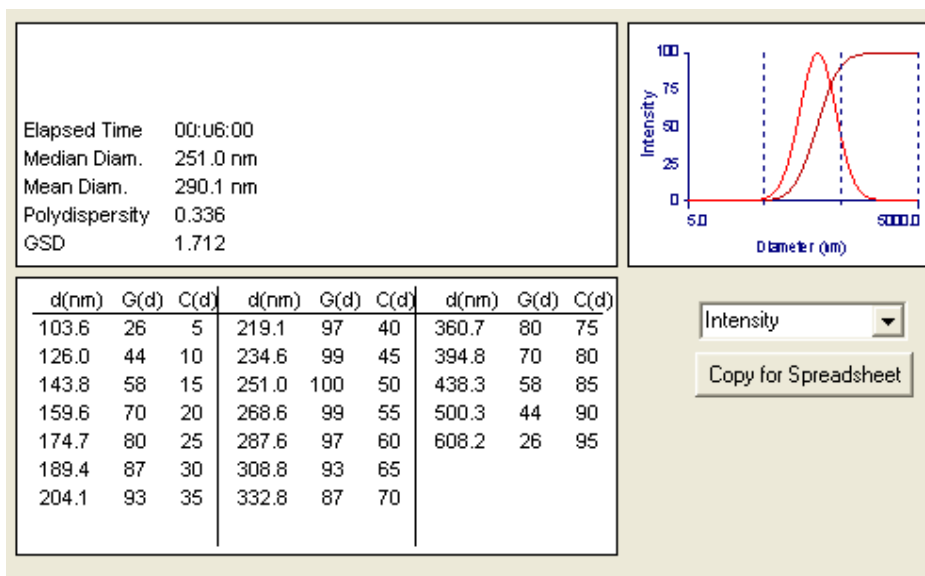 Elapsed Time 00:06:00
Median Diam. 251.0 nm
Mean Diam. 290.1 nm
Polydispersity 0.336
GSD 1.712
100
75
50
25
0
Intensity
5.0 5000.0
Diameter (nm)
d(nm) G(d) C(d) d(nm) G(d) C(d) d(nm) G(d) C(d)
103.6 26 5 219.1 97 40 360.7 80 75
126.0 44 10 234.6 99 45 394.8 70 80
143.8 58 15 251.0 100 50 438.3 58 85
159.6 70 20 268.6 99 55 500.3 44 90
174.7 80 25 287.6 97 60 608.2 26 95
189.4 87 30 308.8 93 65
204.1 93 35 332.8 87 70
Intensity
Copy for Spreadsheet